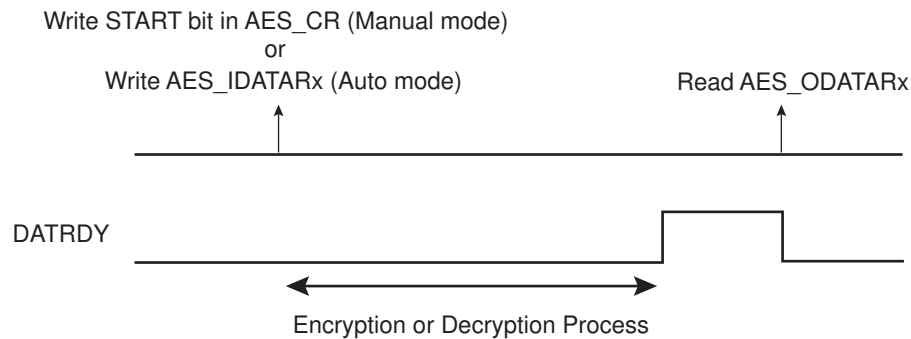 Write START bit in AES_CR (Manual mode)
or
Write AES_IDATARx (Auto mode)
Read AES_ODATARx
DATRDY
Encryption or Decryption Process